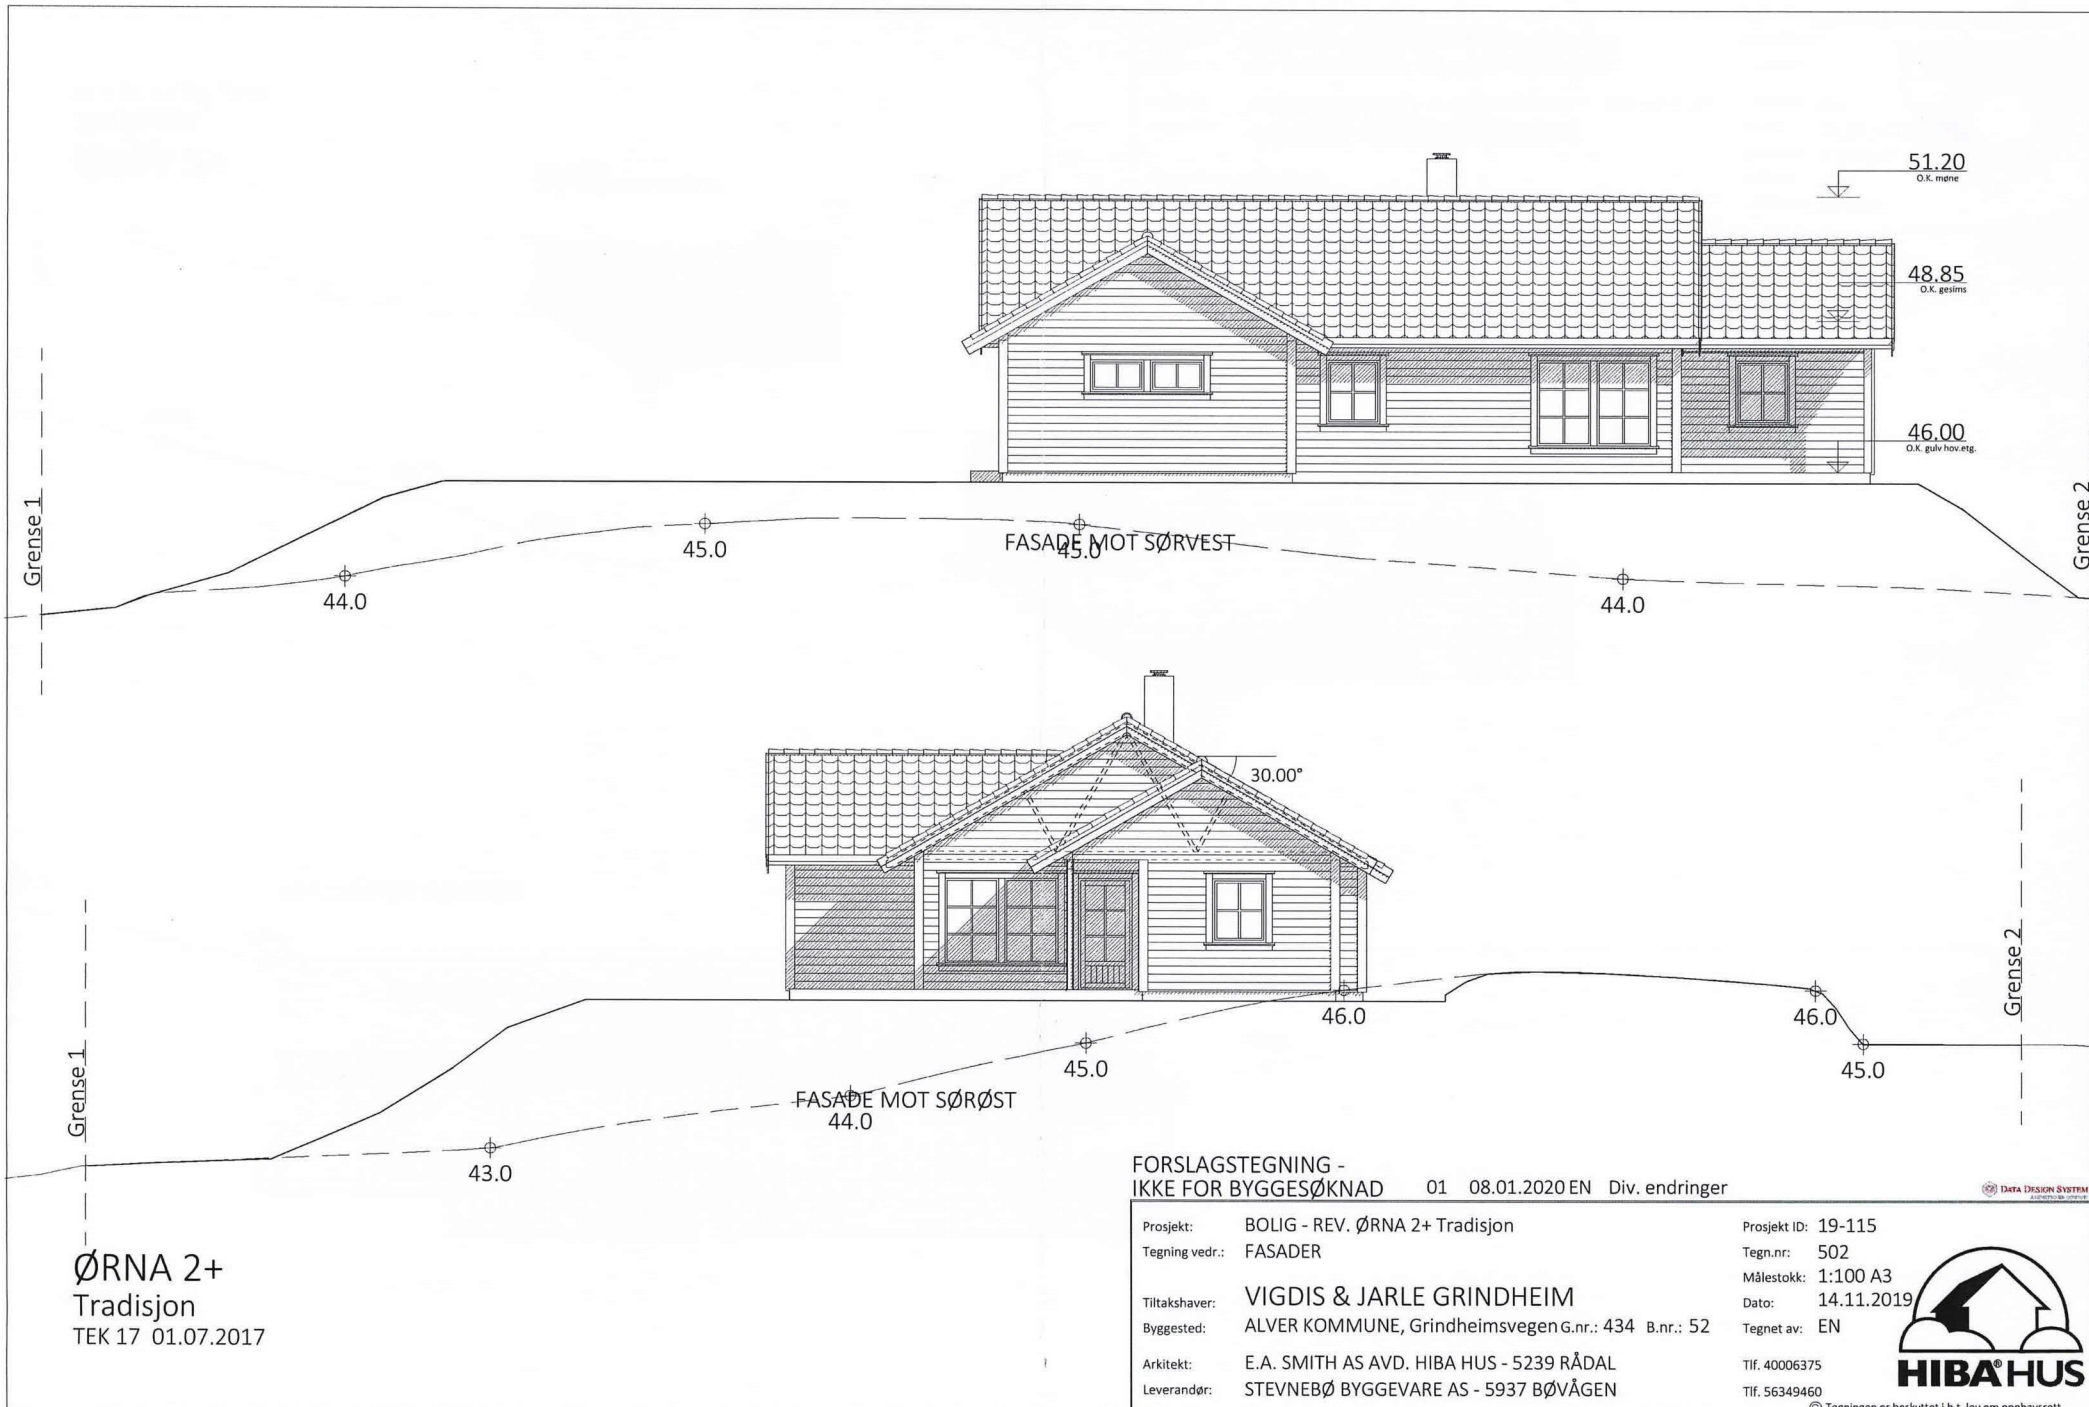 51.20
O.K. møne
48.85
O.K. gesims
46.00
O.K. gulv hov.etg.
Grense 1
Grense 2
45.0
FASADE MOT SØRVEST
45.0
44.0
44.0
30.00°
Grense 1
Grense 2
46.0
46.0
45.0
45.0
FASADE MOT SØRØST
44.0
43.0
ØRNA 2+
Tradisjon
TEK 17 01.07.2017
FORSLAGSTEGNING -
IKKE FOR BYGGESØKNAD 01 08.01.2020 EN Div. endringer
DATA DESIGN SYSTEM
Prosjekt: BOLIG - REV. ØRNA 2+ Tradisjon Prosjekt ID: 19-115
Tegning vedr.: FASADER Tegn.nr: 502
Målestokk: 1:100 A3
Tiltakshaver: VIGDIS & JARLE GRINDHEIM Dato: 14.11.2019
Byggested: ALVER KOMMUNE, Grindheimsvegen G.nr.: 434 B.nr.: 52 Tegnet av: EN
Arkitekt: E.A. SMITH AS AVD. HIBA HUS - 5239 RÅDAL Tlf. 40006375
Leverandør: STEVNEBØ BYGGEVARE AS - 5937 BØVÅGEN Tlf. 56349460
HIBA® HUS